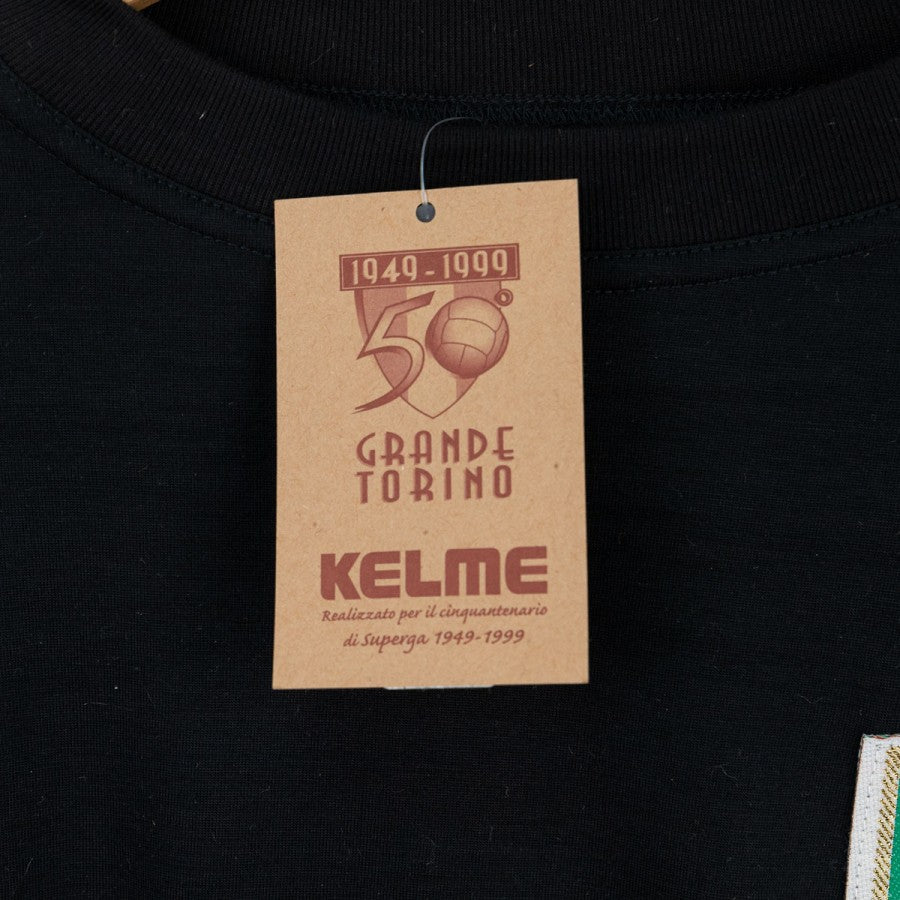 1949-1999
50°
GRANDE
TORINO
KELME
Realizzato per il cinquantenario
di Superga 1949-1999